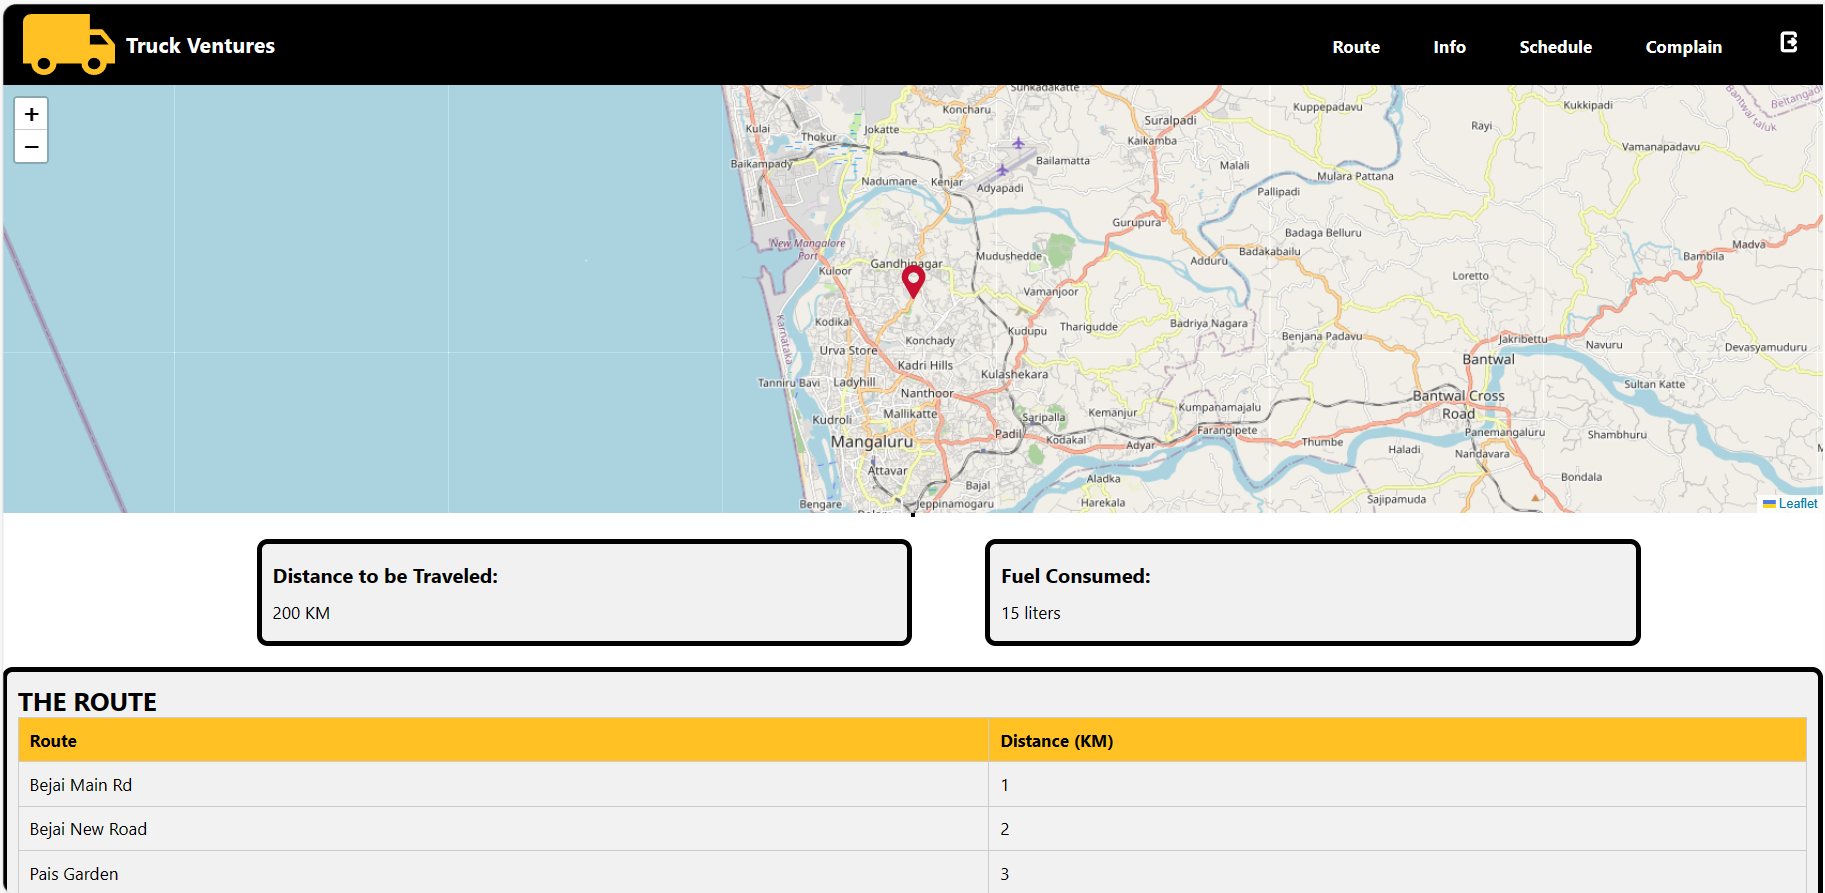 Truck Ventures
Route Info Schedule Complain
+
−
Sunkadakatte
Koncharu
Kulai
Thokur
Jokatte
Suralpadi
Kaikamba
Kuppepadavu
Rayi
Kukkipadi
Bantwal taluk
Beltangadi
Vamanapadavu
Baikampady
Bailamatta
Malali
Mulara Pattana
Nadumane
Kenjar
Adyapadi
Pallipadi
Gurupura
Badaga Belluru
Madva
New Mangalore
Port
Badakabailu
Bambila
Mudushedde
Adduru
Gandhinagar
Kuloor
Loretto
Vamanjoor
Karnataka
Kodikal
Kudupu
Tharigudde
Badriya Nagara
Benjana Padavu
Jakribettu
Navuru
Devasyamuduru
Urva Store
Konchady
Bantwal
Kadri Hills
Kulashekara
Tanniru Bavi
Ladyhill
Nanthoor
Sultan Katte
Bantwal Cross
Road
Kudroli
Mallikatte
Saripalla
Kemanjur
Kumpanamajalu
Mangaluru
Padil
Kodakal
Adyar
Farangipete
Thumbe
Panemangaluru
Shambhuru
Haladi
Nandavara
Attavar
Bajal
Aladka
Bondala
Bengare
Jeppinamogaru
Harekala
Sajipamuda
Leaflet
Distance to be Traveled:
200 KM
Fuel Consumed:
15 liters
THE ROUTE
Route Distance (KM)
Bejai Main Rd 1
Bejai New Road 2
Pais Garden 3